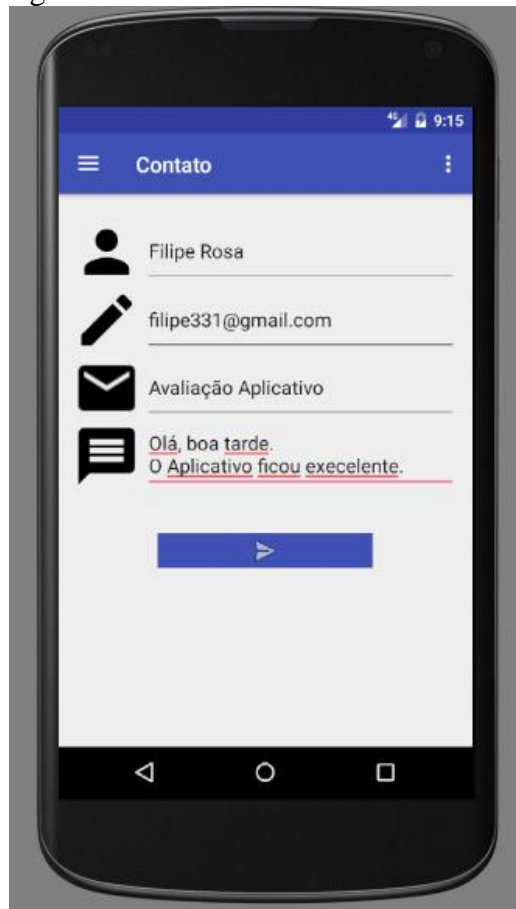 9:15
Contato
Filipe Rosa
filipe331@gmail.com
Avaliação Aplicativo
Olá, boa tarde.
O Aplicativo ficou execelente.